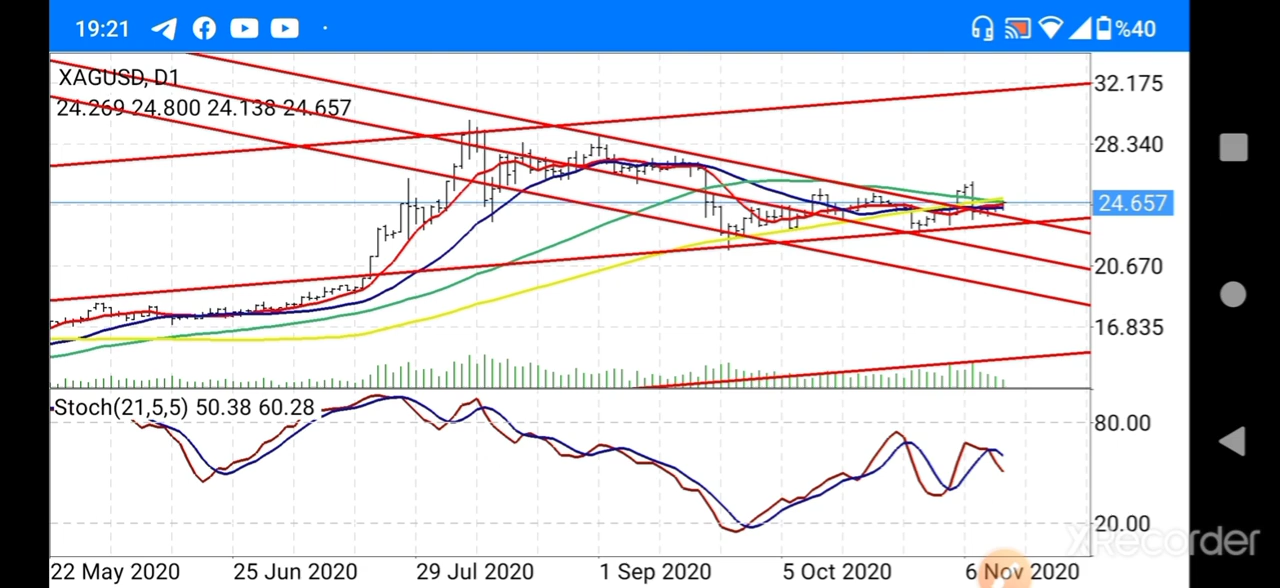 19:21
%40
XAGUSD, D1
24.269 24.800 24.138 24.657
32.175
28.340
24.657
20.670
16.835
Stoch(21,5,5) 50.38 60.28
80.00
20.00
XRecorder
22 May 2020 25 Jun 2020 29 Jul 2020 1 Sep 2020 5 Oct 2020 6 Nov 2020